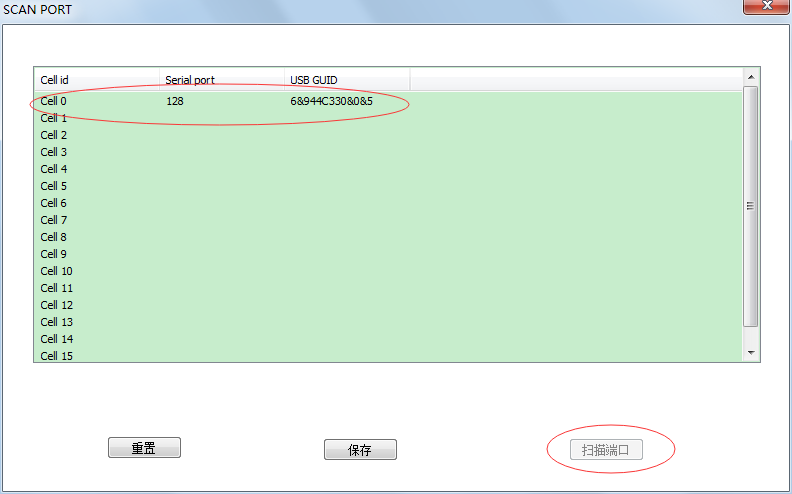 SCAN PORT
Cell id Serial port USB GUID
Cell 0 128 6&944C330&0&5
Cell 1
Cell 2
Cell 3
Cell 4
Cell 5
Cell 6
Cell 7
Cell 8
Cell 9
Cell 10
Cell 11
Cell 12
Cell 13
Cell 14
Cell 15
重置 保存 扫描端口